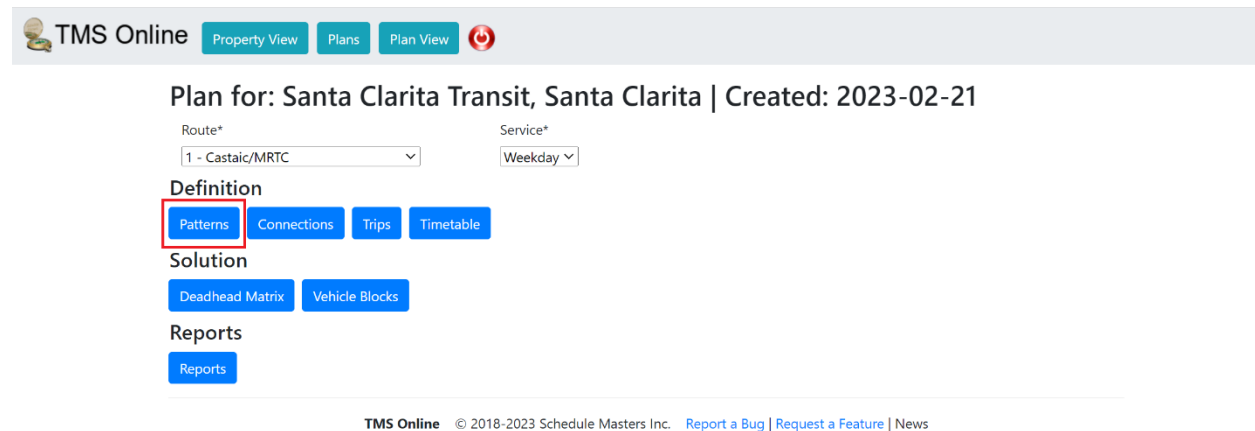 TMS Online Property View Plans Plan View
Plan for: Santa Clarita Transit, Santa Clarita | Created: 2023-02-21
Route* Service*
1 - Castaic/MRTC Weekday
Definition
Patterns Connections Trips Timetable
Solution
Deadhead Matrix Vehicle Blocks
Reports
Reports
TMS Online © 2018-2023 Schedule Masters Inc. Report a Bug | Request a Feature | News